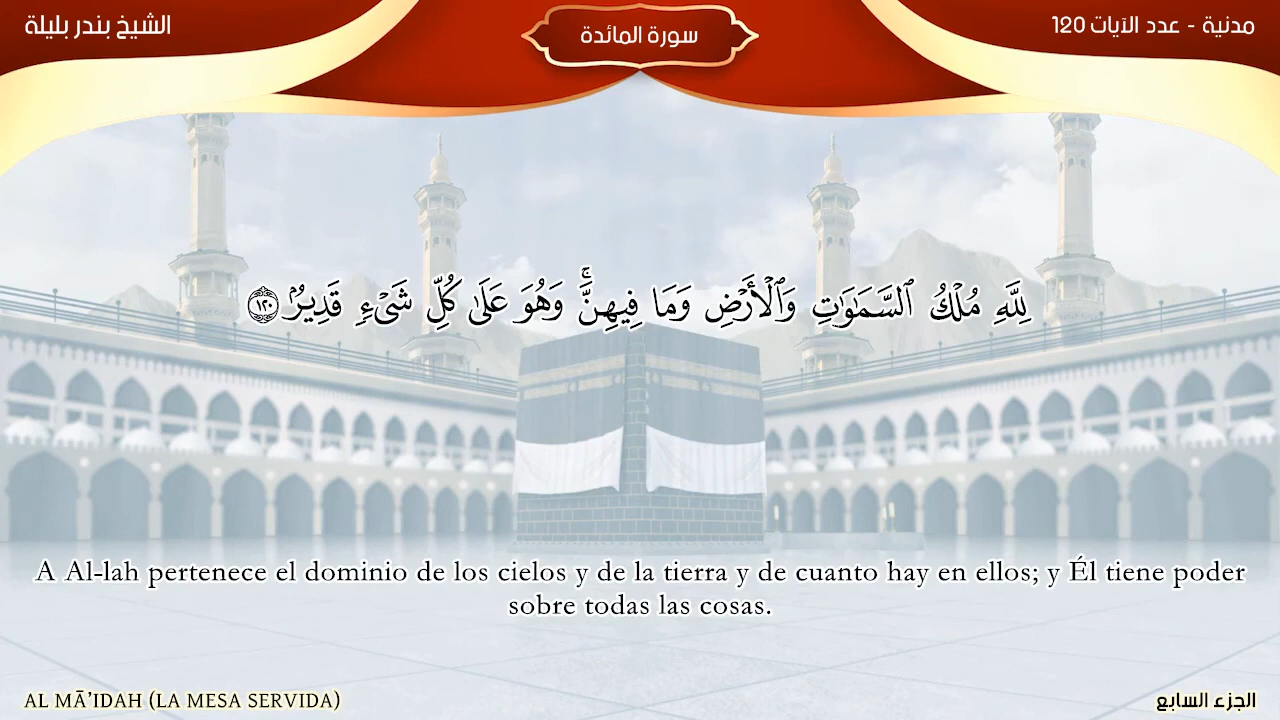 الشيخ بندر بليلة
سورة المائدة
مدنية - عدد الآيات 120
لِلَّهِ مُلۡكُ ٱلسَّمَٰوَٰتِ وَٱلۡأَرۡضِ وَمَا فِيهِنَّۚ وَهُوَ عَلَىٰ كُلِّ شَيۡءٖ قَدِيرُۢ ١٢٠
A Al-lah pertenece el dominio de los cielos y de la tierra y de cuanto hay en ellos; y Él tiene poder
sobre todas las cosas.
AL MĀʼIDAH (LA MESA SERVIDA)
الجزء السابع